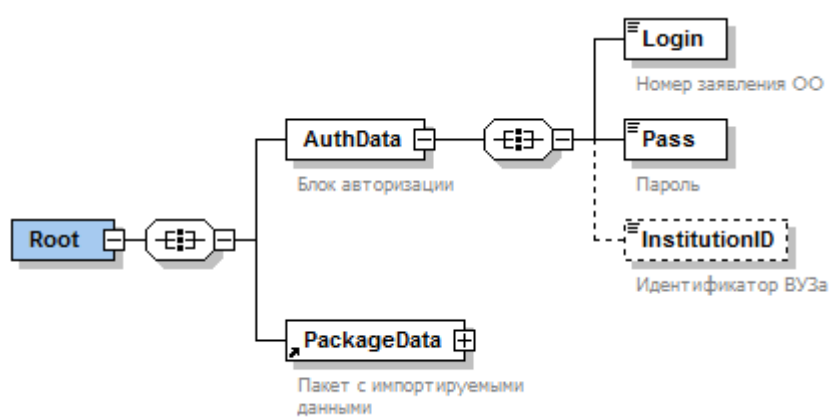 Login
Номер заявления ОО
AuthData
Блок авторизации
Pass
Пароль
Root
InstitutionID
Идентификатор ВУЗа
PackageData
Пакет с импортируемыми
данными